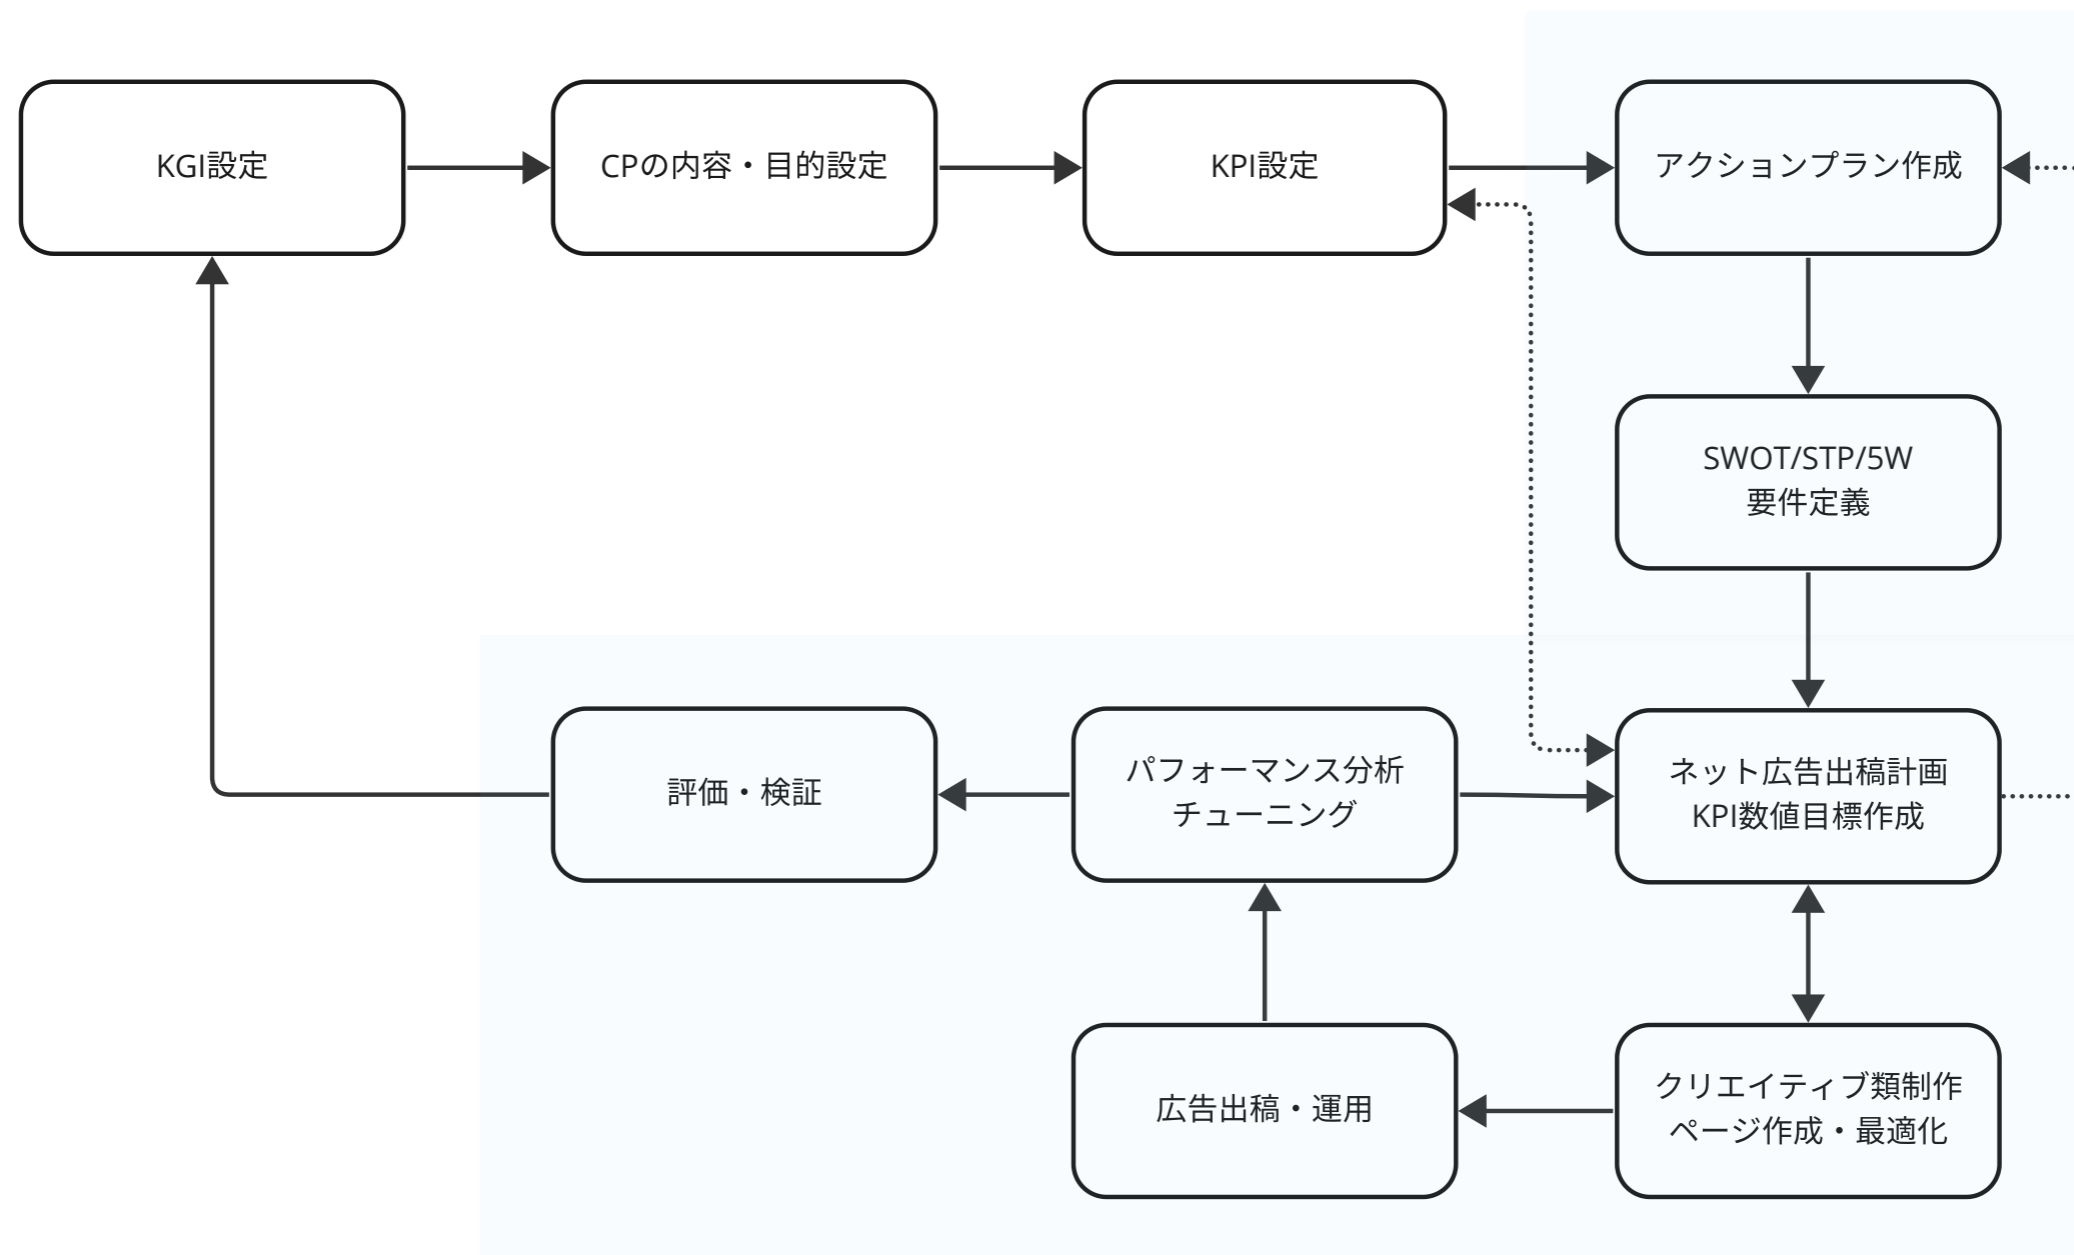 KGI設定
CPの内容・目的設定
KPI設定
アクションプラン作成
SWOT/STP/5W
要件定義
評価・検証
パフォーマンス分析
チューニング
ネット広告出稿計画
KPI数値目標作成
広告出稿・運用
クリエイティブ類制作
ページ作成・最適化